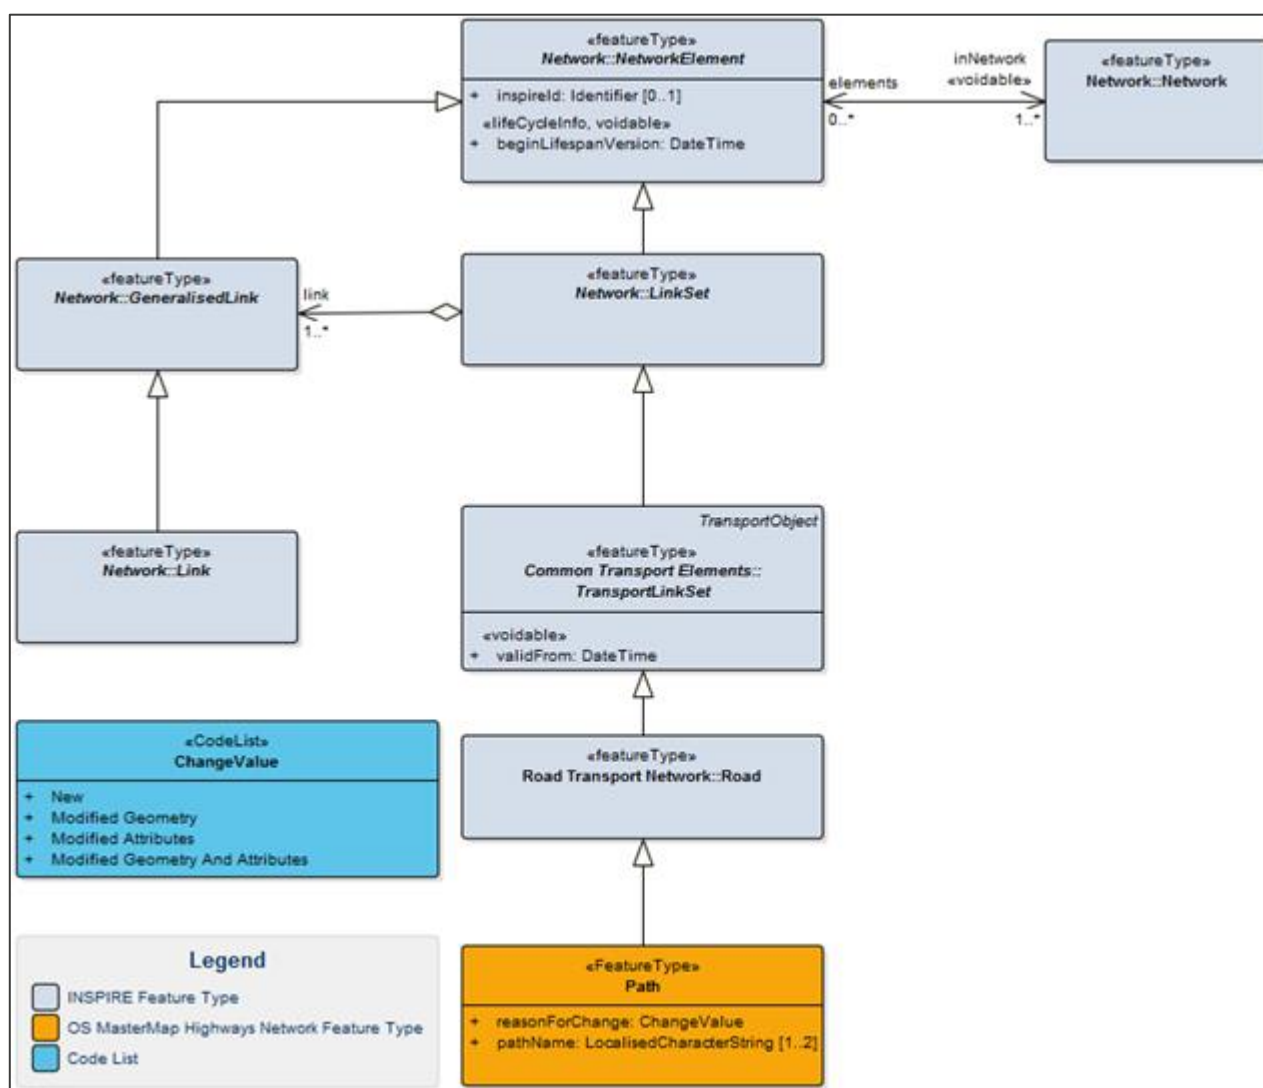 «featureType»
Network::NetworkElement
+ inspireId: Identifier [0..1]
«lifeCycleInfo, voidable»
+ beginLifespanVersion: DateTime
elements
0..*
inNetwork
«voidable»
1..*
«featureType»
Network::Network
«featureType»
Network::GeneralisedLink
link
1..*
«featureType»
Network::LinkSet
«featureType»
Network::Link
TransportObject
«featureType»
Common Transport Elements::
TransportLinkSet
«voidable»
+ validFrom: DateTime
«CodeList»
ChangeValue
+ New
+ Modified Geometry
+ Modified Attributes
+ Modified Geometry And Attributes
«featureType»
Road Transport Network::Road
Legend
INSPIRE Feature Type
OS MasterMap Highways Network Feature Type
Code List
«FeatureType»
Path
+ reasonForChange: ChangeValue
+ pathName: LocalisedCharacterString [1..2]